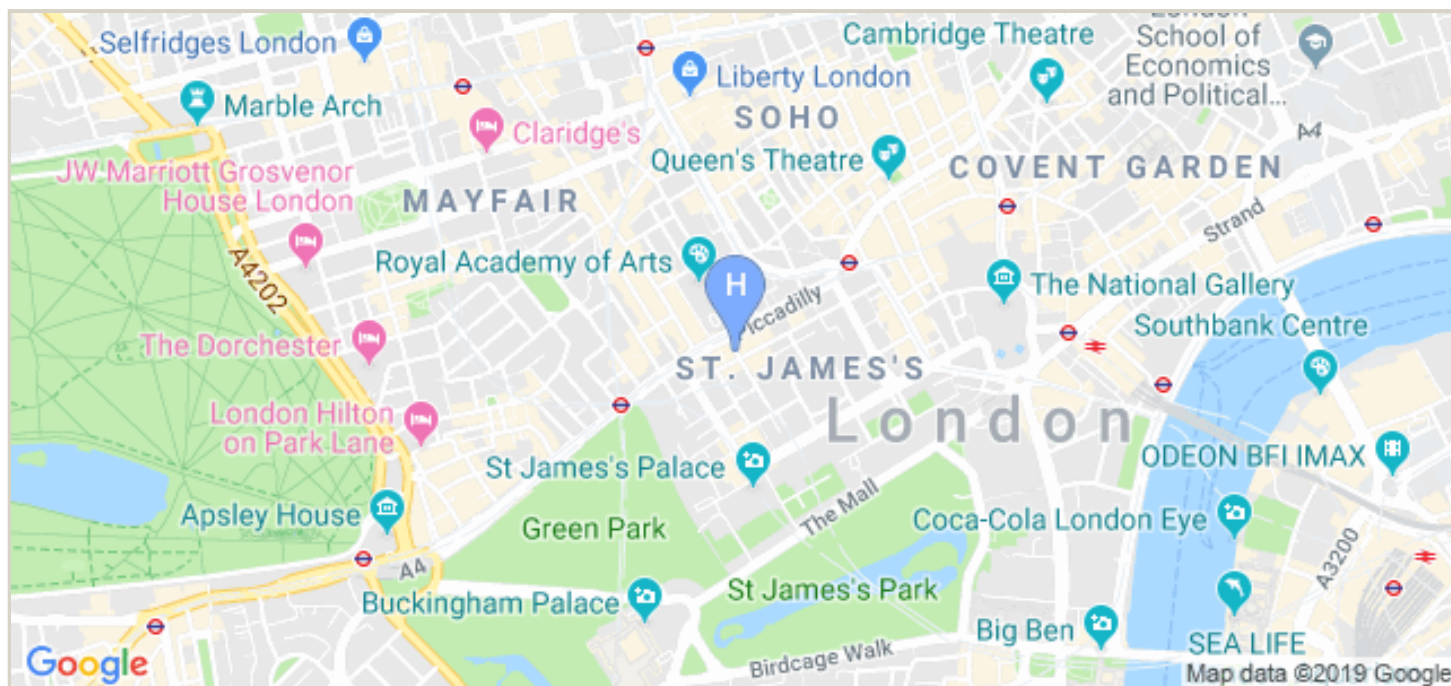 Selfridges London
Marble Arch
JW Marriott Grosvenor
House London
Claridge's
MAYFAIR
Liberty London
SOHO
Queen's Theatre
Cambridge Theatre
London
School of
Economics
and Political...
A4
COVENT GARDEN
Strand
A4202
Royal Academy of Arts
H
Piccadilly
The National Gallery
Southbank Centre
The Dorchester
ST. JAMES'S
London
London Hilton
on Park Lane
St James's Palace
ODEON BFI IMAX
Apsley House
Green Park
The Mall
Coca-Cola London Eye
A3200
A4
Buckingham Palace
St James's Park
Big Ben
SEA LIFE
Birdcage Walk
Google
Map data ©2019 Google